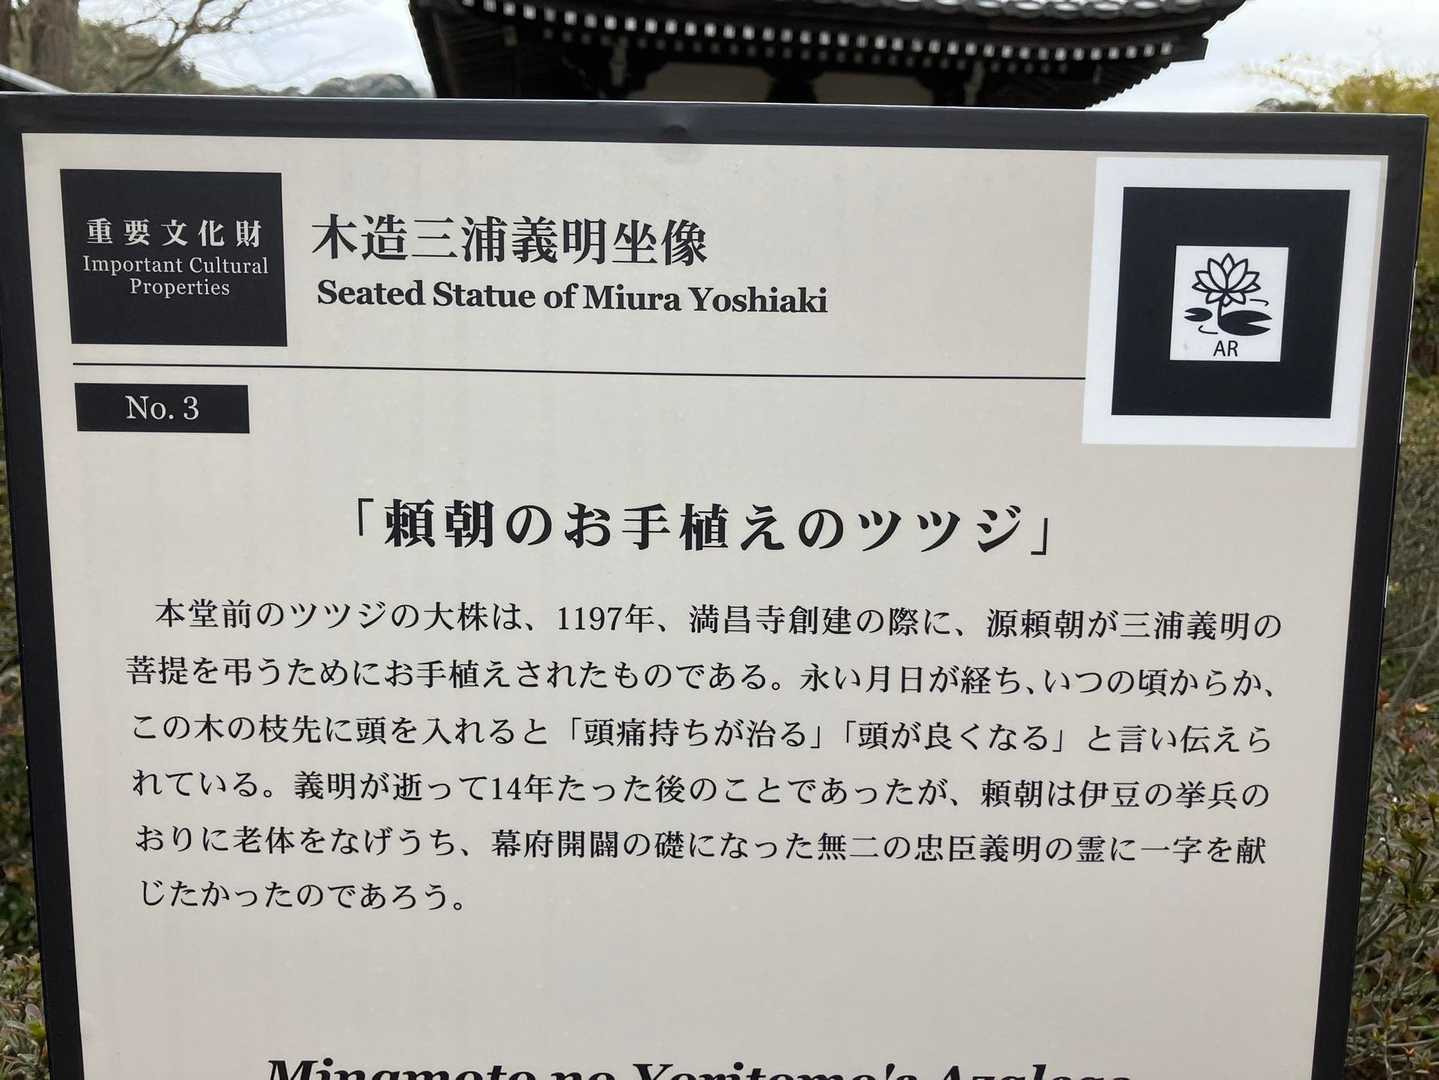 重要文化財
Important Cultural
Properties
木造三浦義明坐像
Seated Statue of Miura Yoshiaki
AR
No. 3
「頼朝のお手植えのツツジ」
本堂前のツツジの大株は、1197年、満昌寺創建の際に、源頼朝が三浦義明の
菩提を弔うためにお手植えされたものである。永い月日が経ち、いつの頃からか、
この木の枝先に頭を入れると「頭痛持ちが治る」「頭が良くなる」と言い伝えら
れている。義明が逝って14年たった後のことであったが、頼朝は伊豆の挙兵の
おりに老体をなげうち、幕府開闢の礎になった無二の忠臣義明の霊に一字を献
じたかったのであろう。
Minamoto no Yoritomo's Azaleas